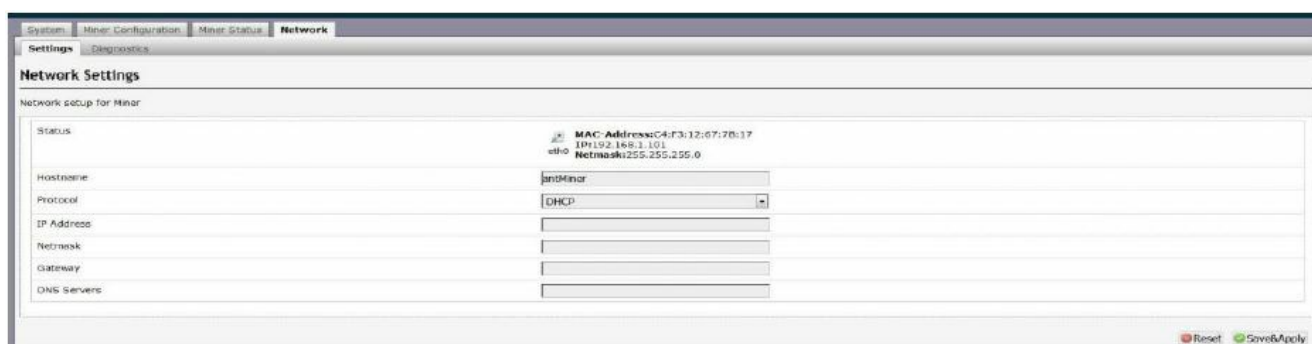 System Miner Configuration Miner Status Network
Settings Diagnostics
Network Settings
Network setup for Miner
Status
MAC-Address:C4:F3:12:67:7B:17
eth0
IP:192.168.1.101
Netmask:255.255.255.0
Hostname antMiner
Protocol DHCP
IP Address
Netmask
Gateway
DNS Servers
Reset Save&Apply